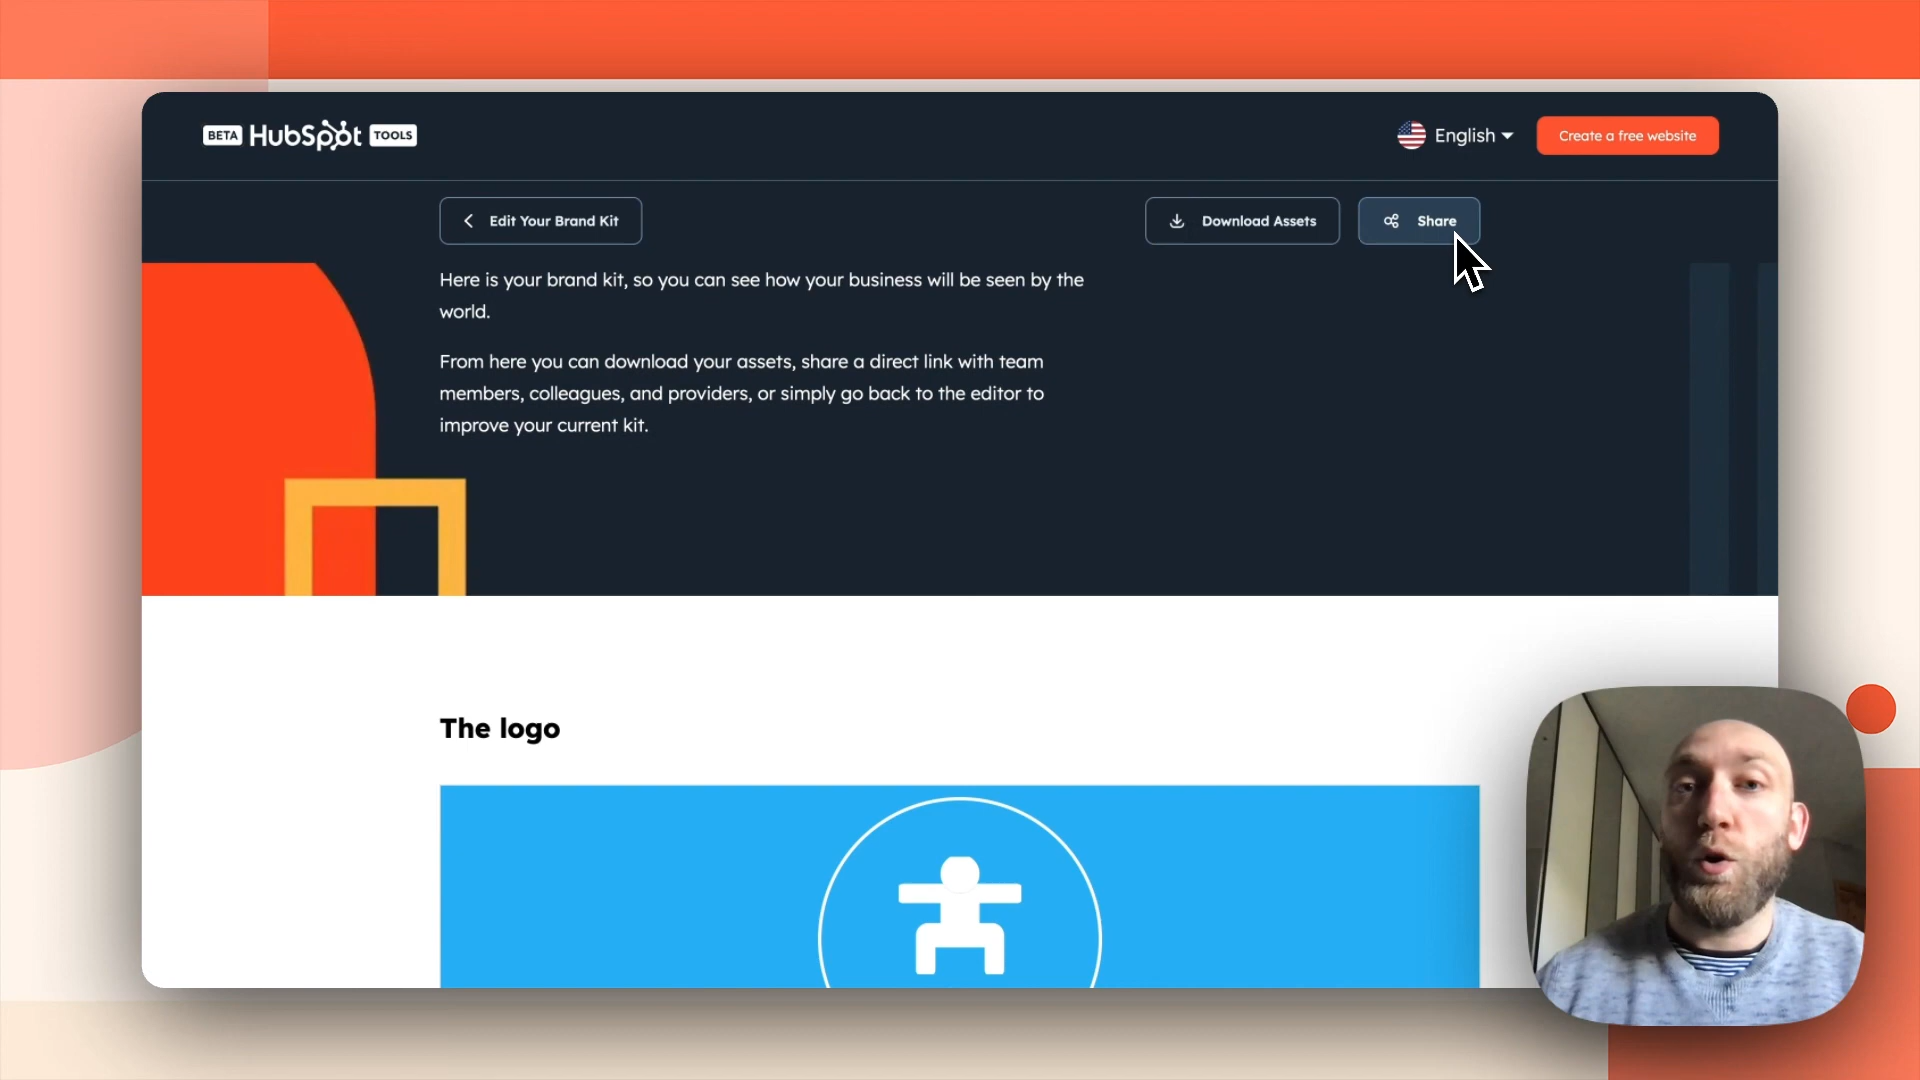 BETA HubSpot TOOLS
English
Create a free website
Edit Your Brand Kit
Download Assets
Share
Here is your brand kit, so you can see how your business will be seen by the
world.
From here you can download your assets, share a direct link with team
members, colleagues, and providers, or simply go back to the editor to
improve your current kit.
The logo